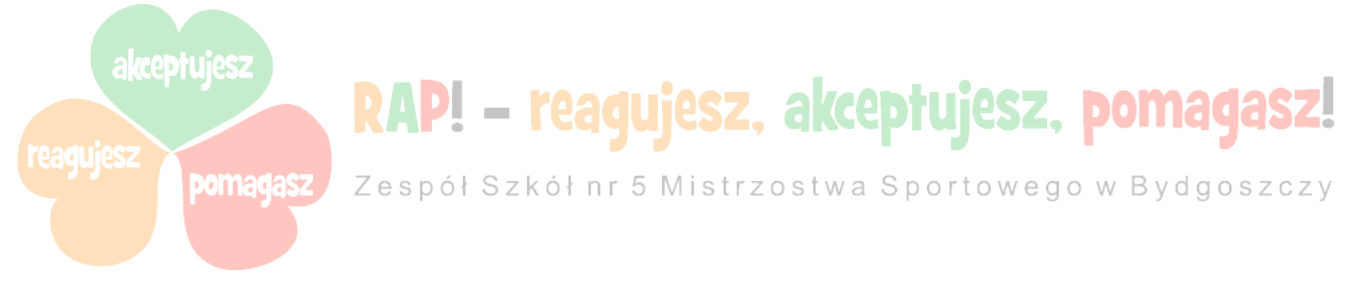 akceptujesz
reagujesz
pomagasz
RAP! - reagujesz, akceptujesz, pomagasz!
Zespół Szkół nr 5 Mistrzostwa Sportowego w Bydgoszczy